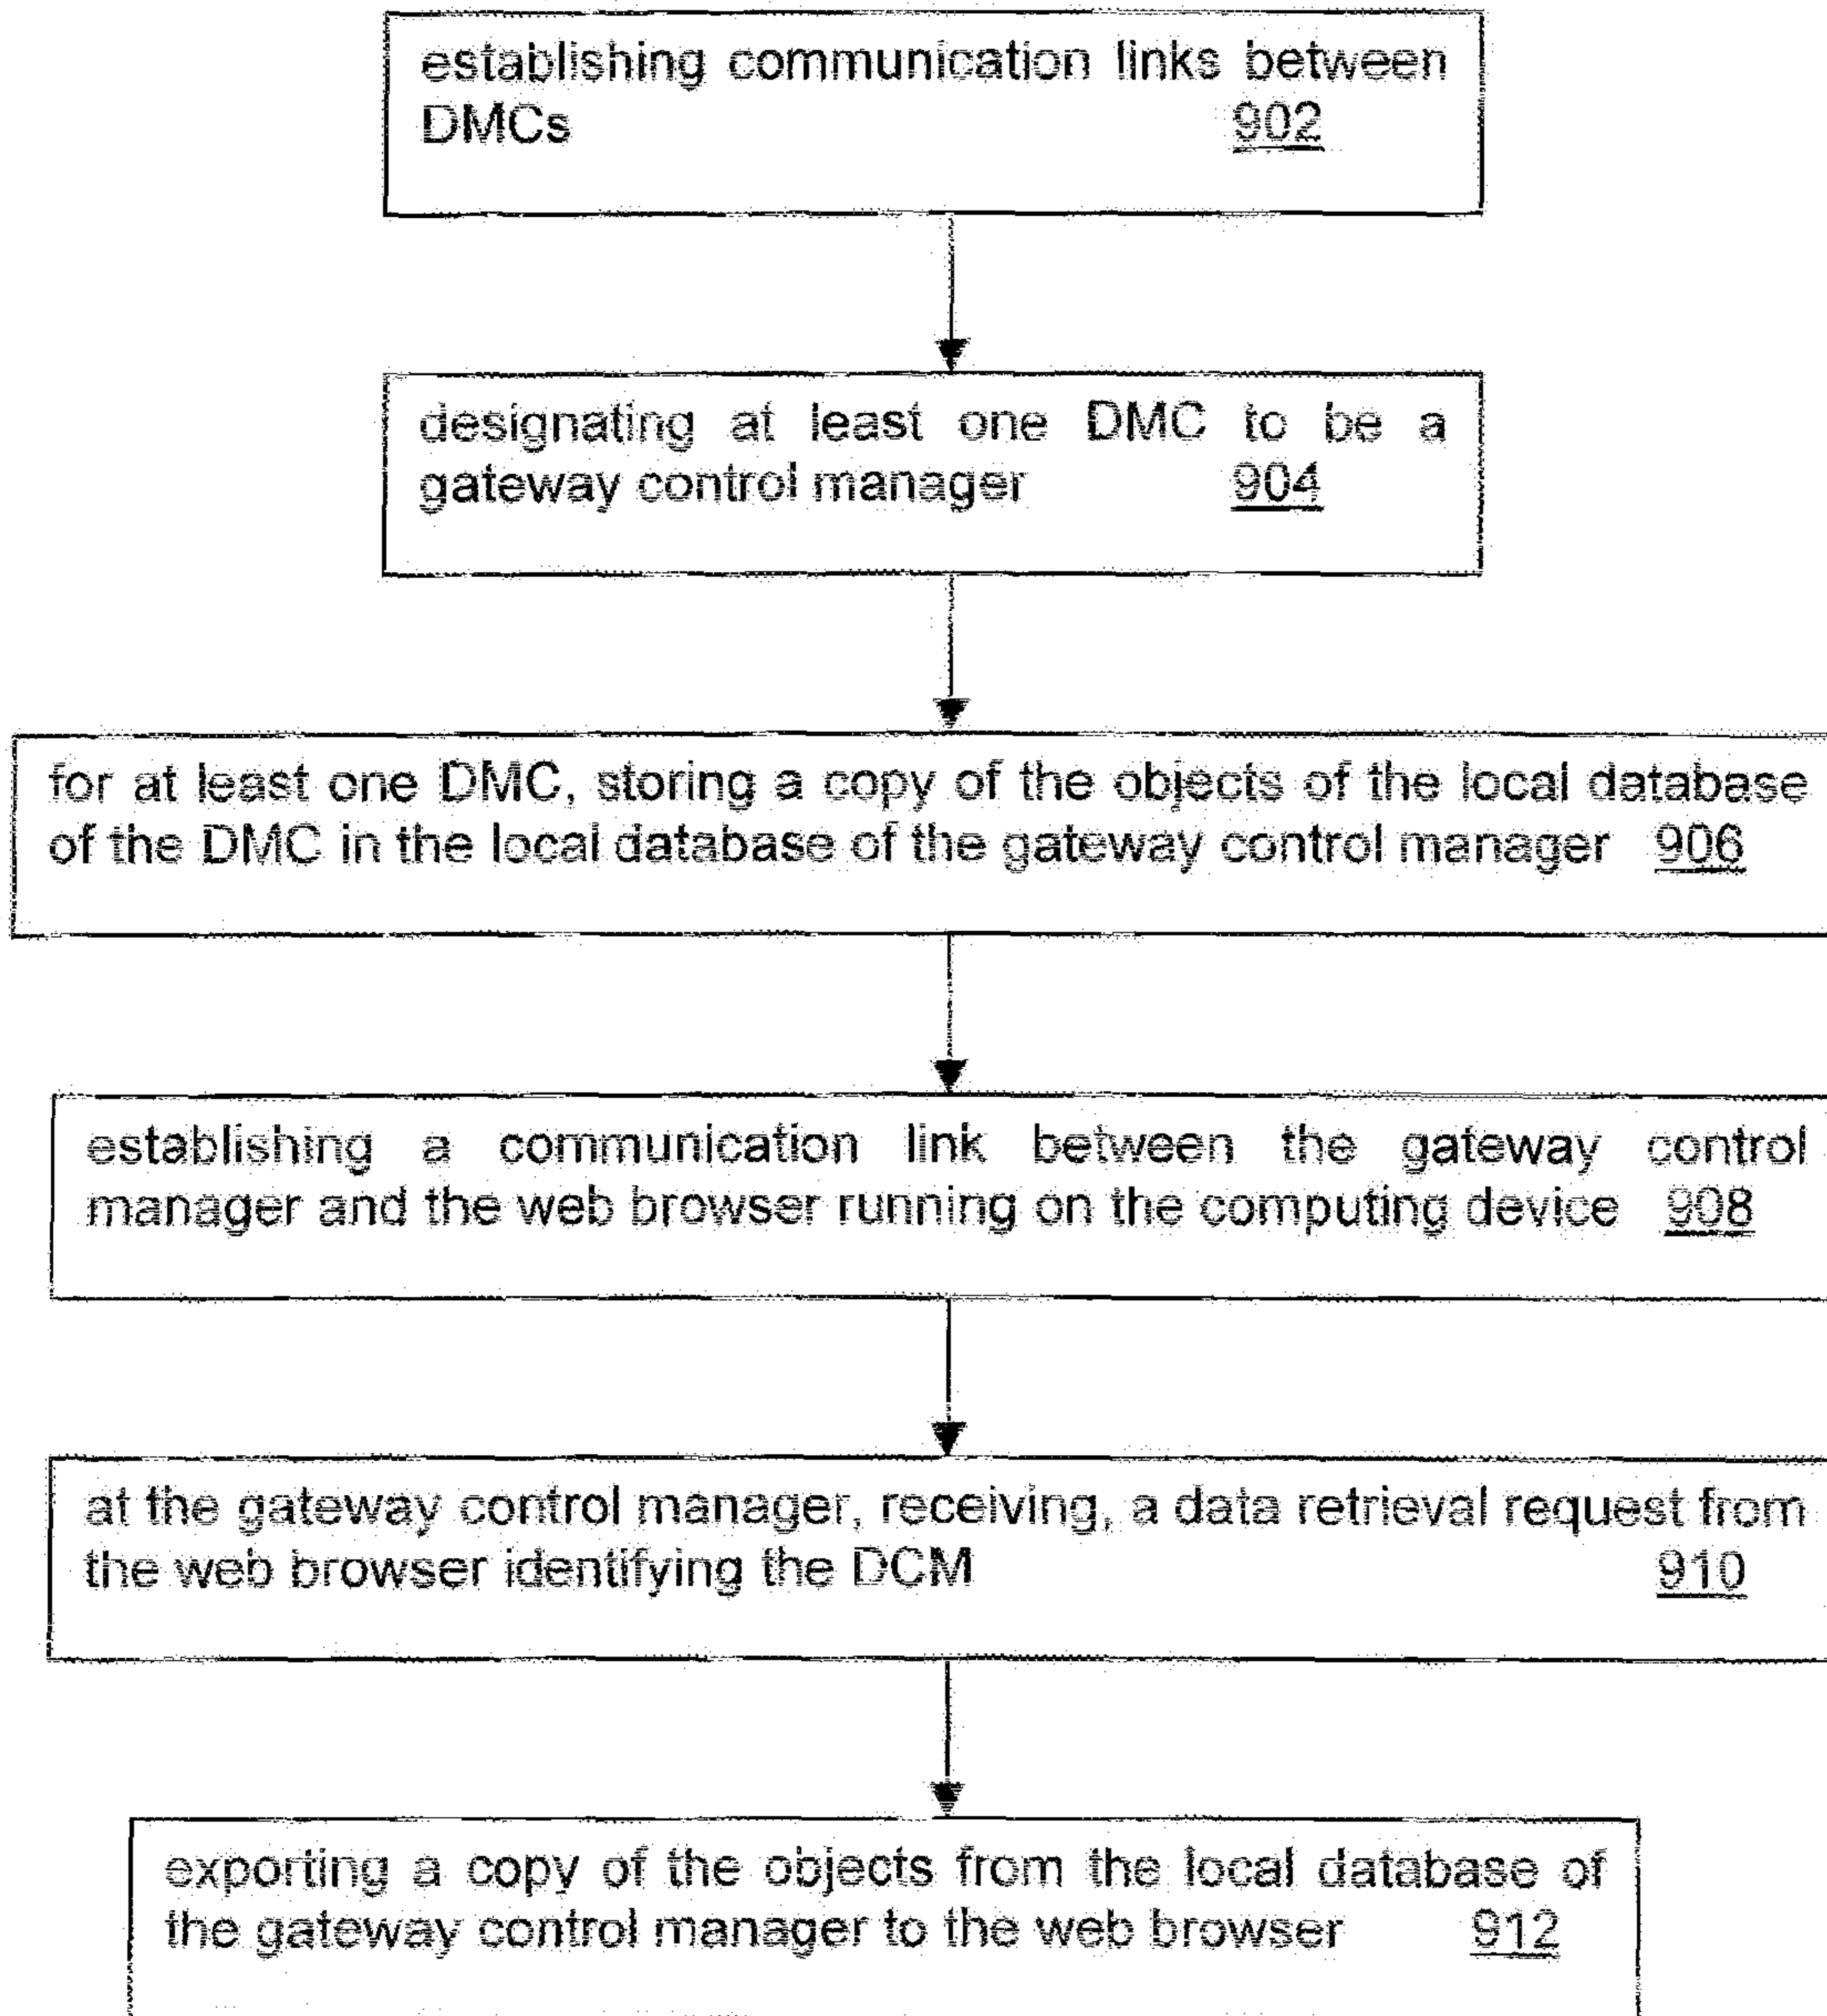 establishing communication links between
DMCs 902
designating at least one DMC to be a
gateway control manager 904
for at least one DMC, storing a copy of the objects of the local database
of the DMC in the local database of the gateway control manager 906
establishing a communication link between the gateway control
manager and the web browser running on the computing device 908
at the gateway control manager, receiving, a data retrieval request from
the web browser identifying the DCM 910
exporting a copy of the objects from the local database of
the gateway control manager to the web browser 912